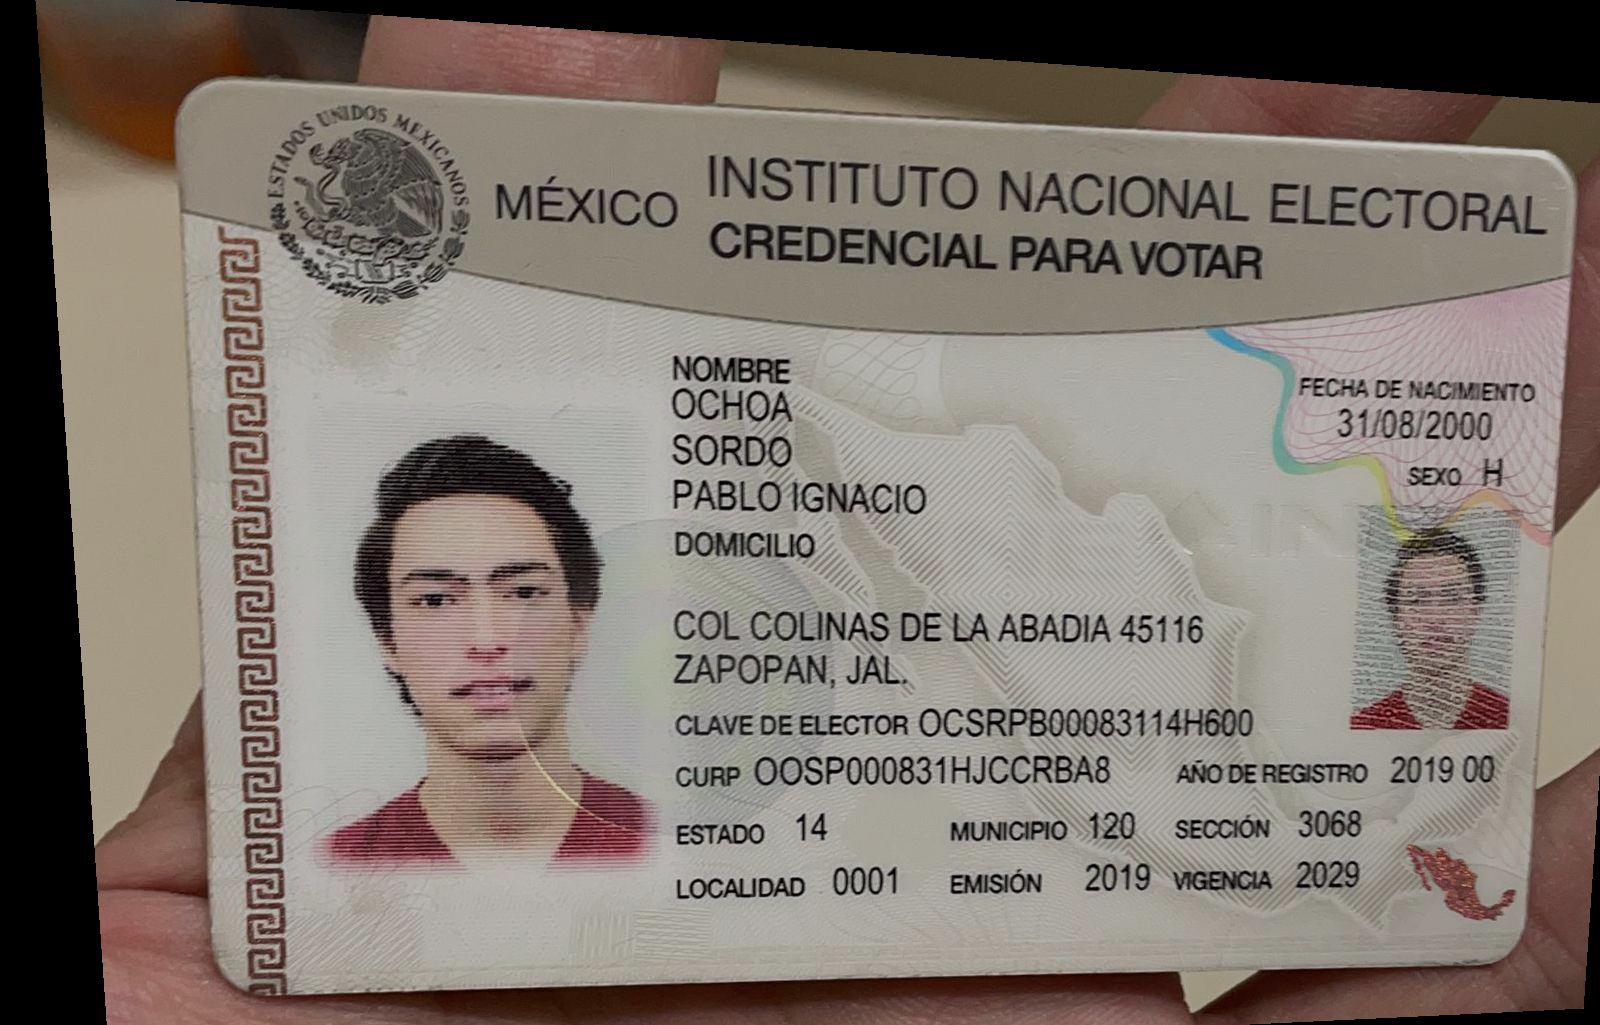 ESTADOS UNIDOS MEXICANOS
MÉXICO
INSTITUTO NACIONAL ELECTORAL
CREDENCIAL PARA VOTAR
NOMBRE
OCHOA
SORDO
PABLO IGNACIO
FECHA DE NACIMIENTO
31/08/2000
SEXO H
DOMICILIO
COL COLINAS DE LA ABADIA 45116
ZAPOPAN, JAL.
CLAVE DE ELECTOR OCSRPB00083114H600
CURP OOSP000831HJCCRBA8 AÑO DE REGISTRO 2019 00
ESTADO 14 MUNICIPIO 120 SECCIÓN 3068
LOCALIDAD 0001 EMISIÓN 2019 VIGENCIA 2029